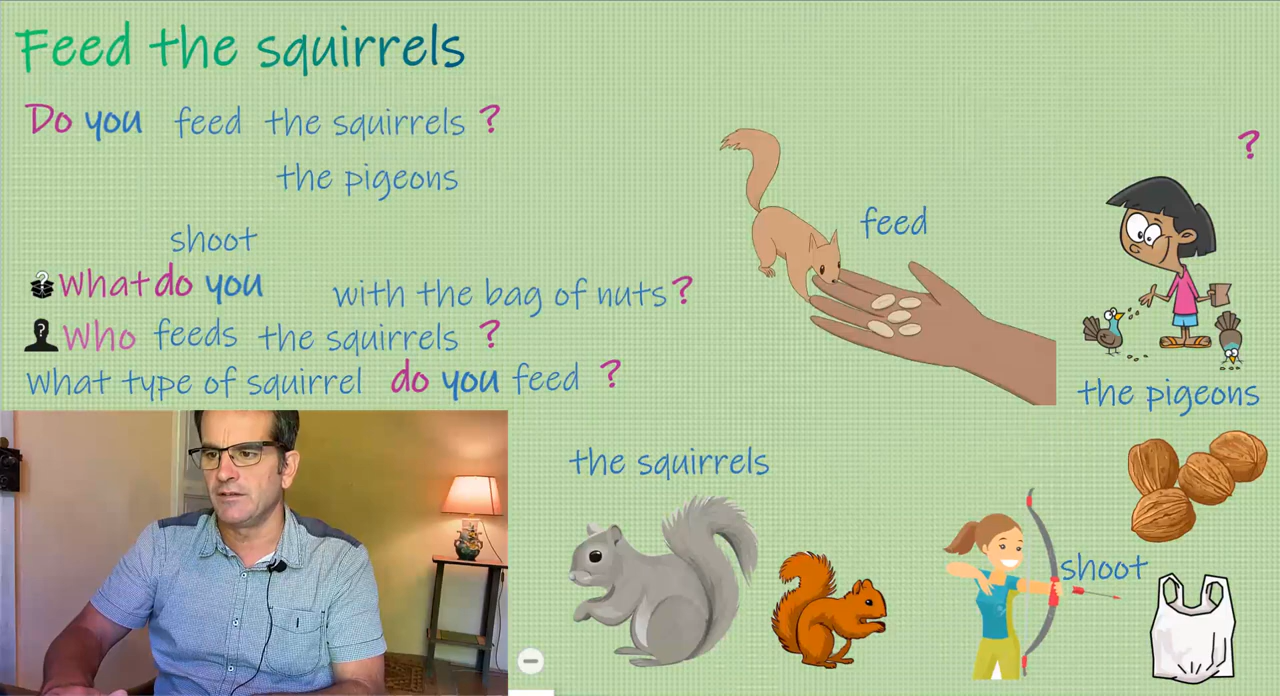 Feed the squirrels
Do you feed the squirrels ?
the pigeons
shoot
What do you with the bag of nuts ?
Who feeds the squirrels ?
What type of squirrel do you feed ?
feed
?
the pigeons
the squirrels
shoot